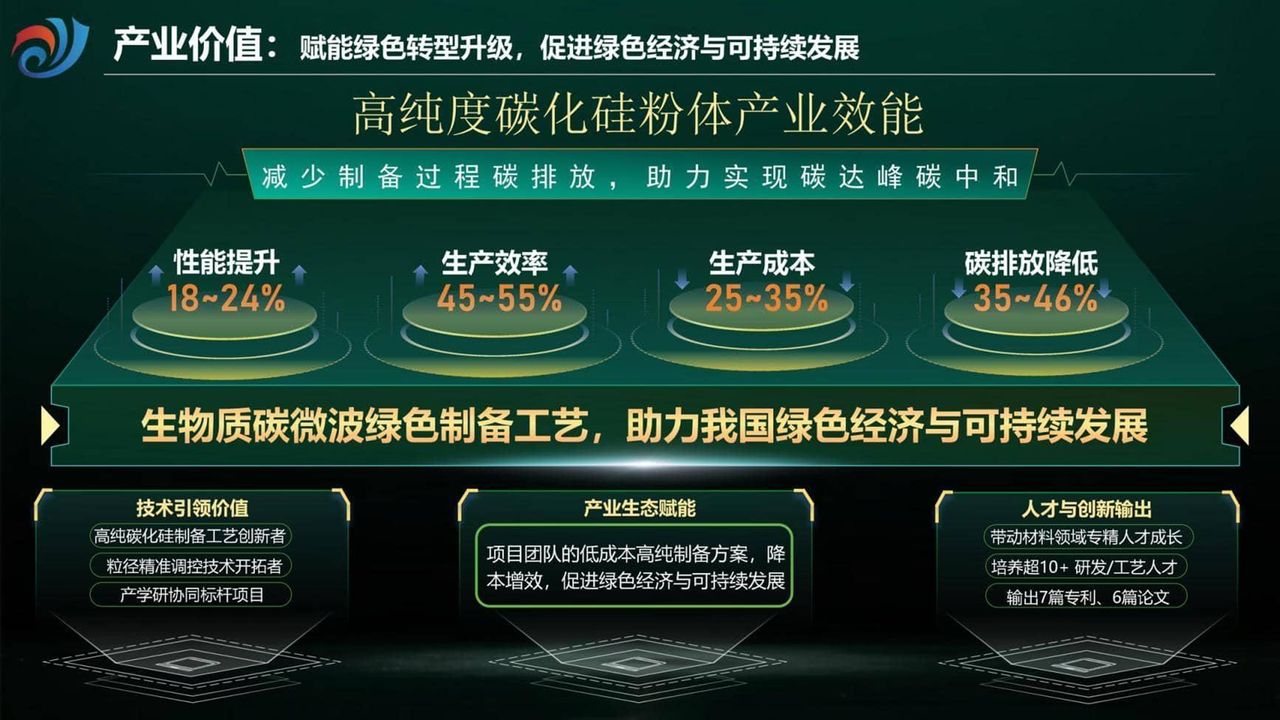 产业价值：赋能绿色转型升级，促进绿色经济与可持续发展
高纯度碳化硅粉体产业效能
减少制备过程碳排放，助力实现碳达峰碳中和
性能提升
18~24%
生产效率
45~55%
生产成本
25~35%
碳排放降低
35~46%
生物质碳微波绿色制备工艺，助力我国绿色经济与可持续发展
技术引领价值
高纯碳化硅制备工艺创新者
粒径精准调控技术开拓者
产学研协同标杆项目
产业生态赋能
项目团队的低成本高纯制备方案，降
本增效，促进绿色经济与可持续发展
人才与创新输出
带动材料领域专精人才成长
培养超10+ 研发/工艺人才
输出7篇专利、6篇论文